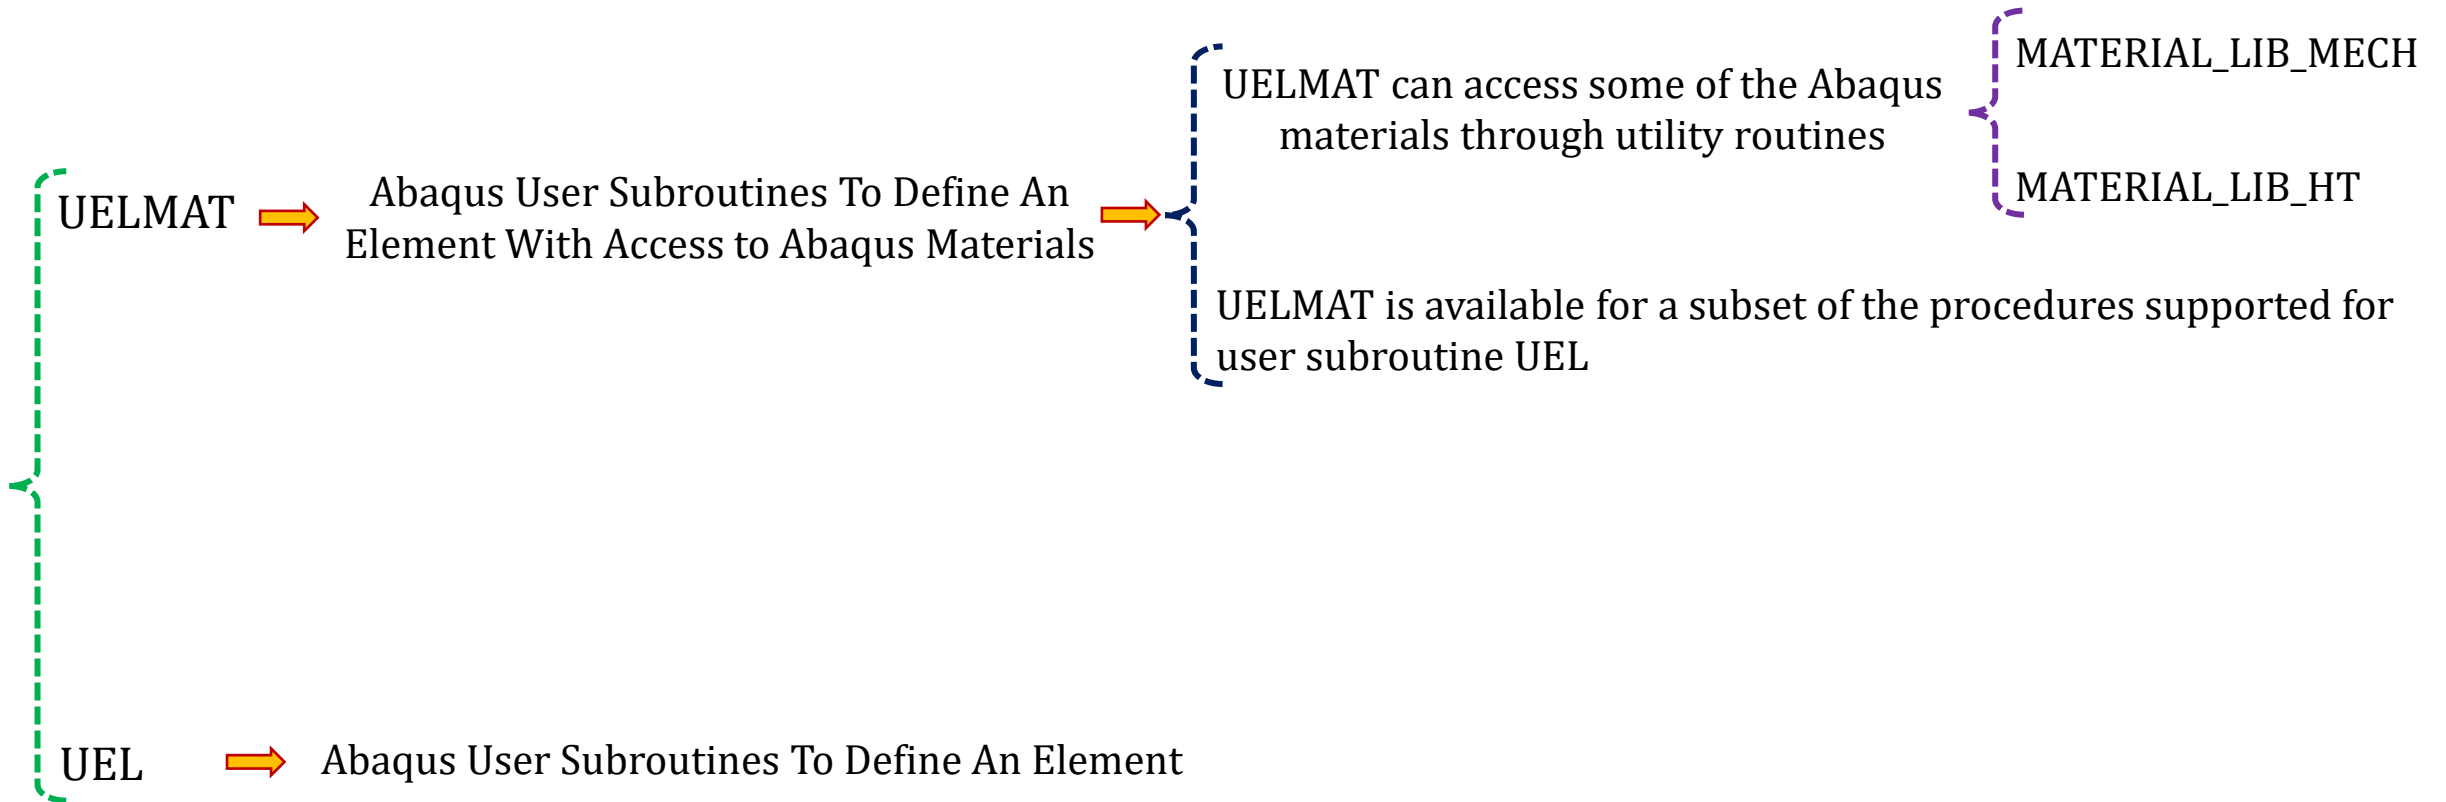 UELMAT
Abaqus User Subroutines To Define An
Element With Access to Abaqus Materials
UELMAT can access some of the Abaqus
materials through utility routines
MATERIAL_LIB_MECH
MATERIAL_LIB_HT
UELMAT is available for a subset of the procedures supported for
user subroutine UEL
UEL
Abaqus User Subroutines To Define An Element